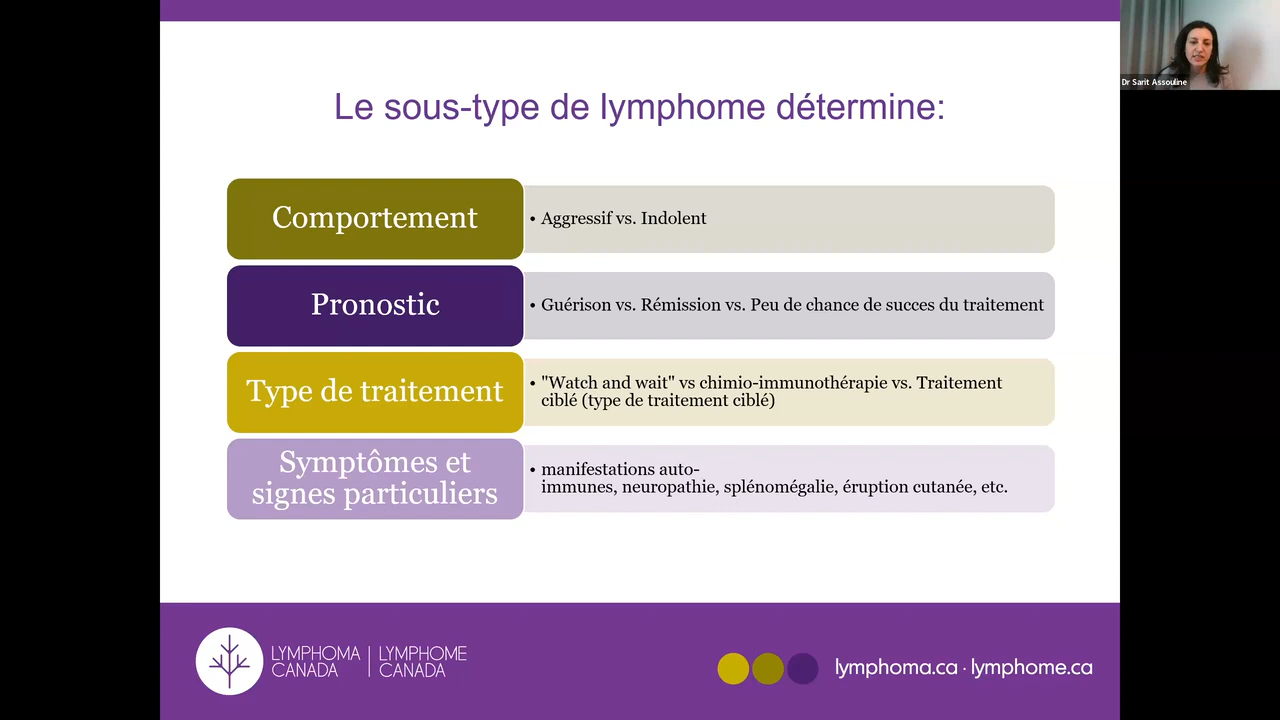 Dr Sarit Assouline
Le sous-type de lymphome détermine:
Comportement
• Aggressif vs. Indolent
Pronostic
• Guérison vs. Rémission vs. Peu de chance de succes du traitement
Type de traitement
• "Watch and wait" vs chimio-immunothérapie vs. Traitement
ciblé (type de traitement ciblé)
Symptômes et
signes particuliers
• manifestations auto-
immunes, neuropathie, splénomégalie, éruption cutanée, etc.
LYMPHOMA | LYMPHOME
CANADA | CANADA
lymphoma.ca · lymphome.ca